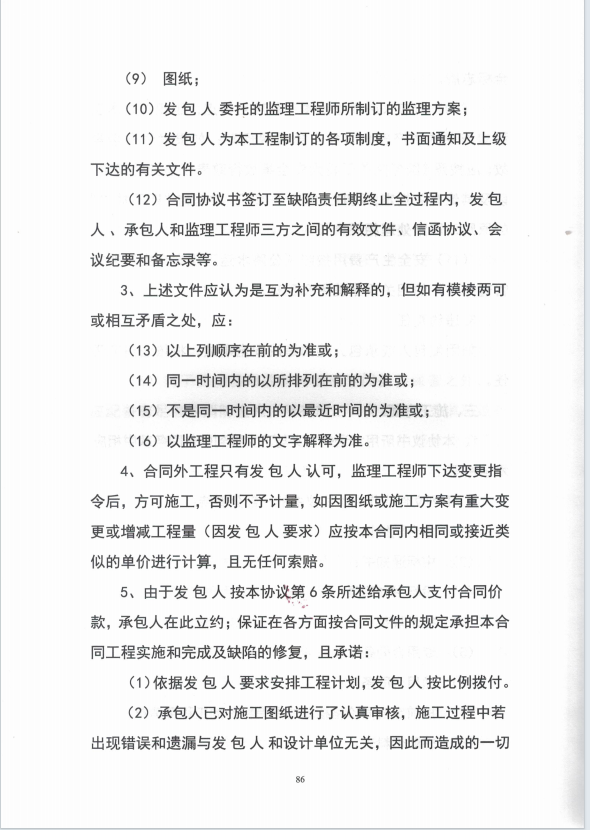 （9） 图纸；
（10）发 包 人 委托的监理工程师所制订的监理方案；
（11）发 包 人 为本工程制订的各项制度，书面通知及上级
下达的有关文件。
（12）合同协议书签订至缺陷责任期终止全过程内，发 包
人 、承包人和监理工程师三方之间的有效文件、信函协议、会
议纪要和备忘录等。
3、上述文件应认为是互为补充和解释的，但如有模棱两可
或相互矛盾之处，应：
（13）以上列顺序在前的为准或；
（14）同一时间内的以所排列在前的为准或；
（15）不是同一时间内的以最近时间的为准或；
（16）以监理工程师的文字解释为准。
4、合同外工程只有发 包 人 认可，监理工程师下达变更指
令后，方可施工，否则不予计量，如因图纸或施工方案有重大变
更或增减工程量（因发 包 人 要求）应按本合同内相同或接近类
似的单价进行计算，且无任何索赔。
5、由于发 包 人 按本协议第 6 条所述给承包人支付合同价
款，承包人在此立约；保证在各方面按合同文件的规定承担本合
同工程实施和完成及缺陷的修复，且承诺：
(1)依据发 包 人 要求安排工程计划，发 包 人 按比例拨付。
(2）承包人已对施工图纸进行了认真审核，施工过程中若
出现错误和遗漏与发 包 人 和设计单位无关，因此而造成的一切
86